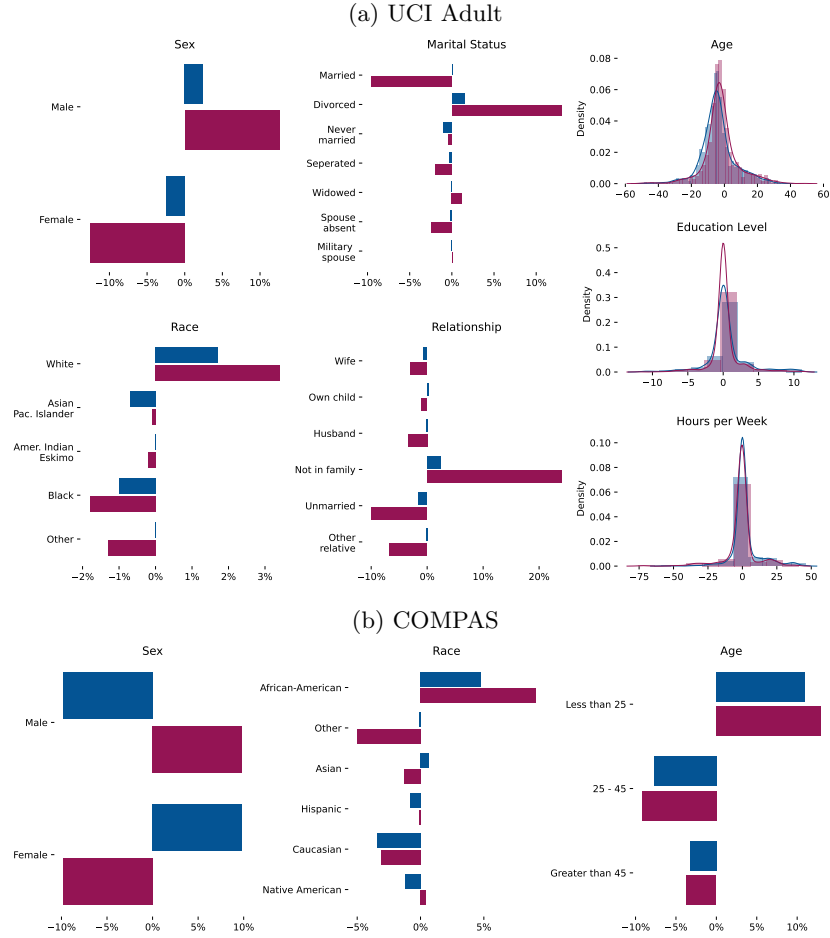 (a) UCI Adult
Sex
Male
Female
−10%
−5%
0%
5%
10%
Marital Status
Married
Divorced
Never
married
Seperated
Widowed
Spouse
absent
Military
spouse
−10%
−5%
0%
5%
10%
Age
Density
0.08
0.06
0.04
0.02
0.00
−60
−40
−20
0
20
40
60
Education Level
Density
0.5
0.4
0.3
0.2
0.1
0.0
−10
−5
0
5
10
Race
White
Asian
Pac. Islander
Amer. Indian
Eskimo
Black
Other
−2%
−1%
0%
1%
2%
3%
Relationship
Wife
Own child
Husband
Not in family
Unmarried
Other
relative
−10%
0%
10%
20%
Hours per Week
Density
0.10
0.08
0.06
0.04
0.02
0.00
−75
−50
−25
0
25
50
(b) COMPAS
Sex
Male
Female
−10%
−5%
0%
5%
10%
Race
African-American
Other
Asian
Hispanic
Caucasian
Native American
−5%
0%
5%
Age
Less than 25
25 - 45
Greater than 45
−10%
−5%
0%
5%
10%